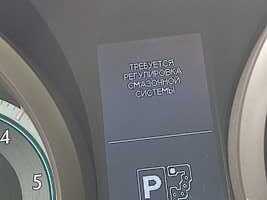 ТРЕБУЕТСЯ
РЕГУЛИРОВКА
СМАЗОЧНОЙ
СИСТЕМЫ
P
4
5